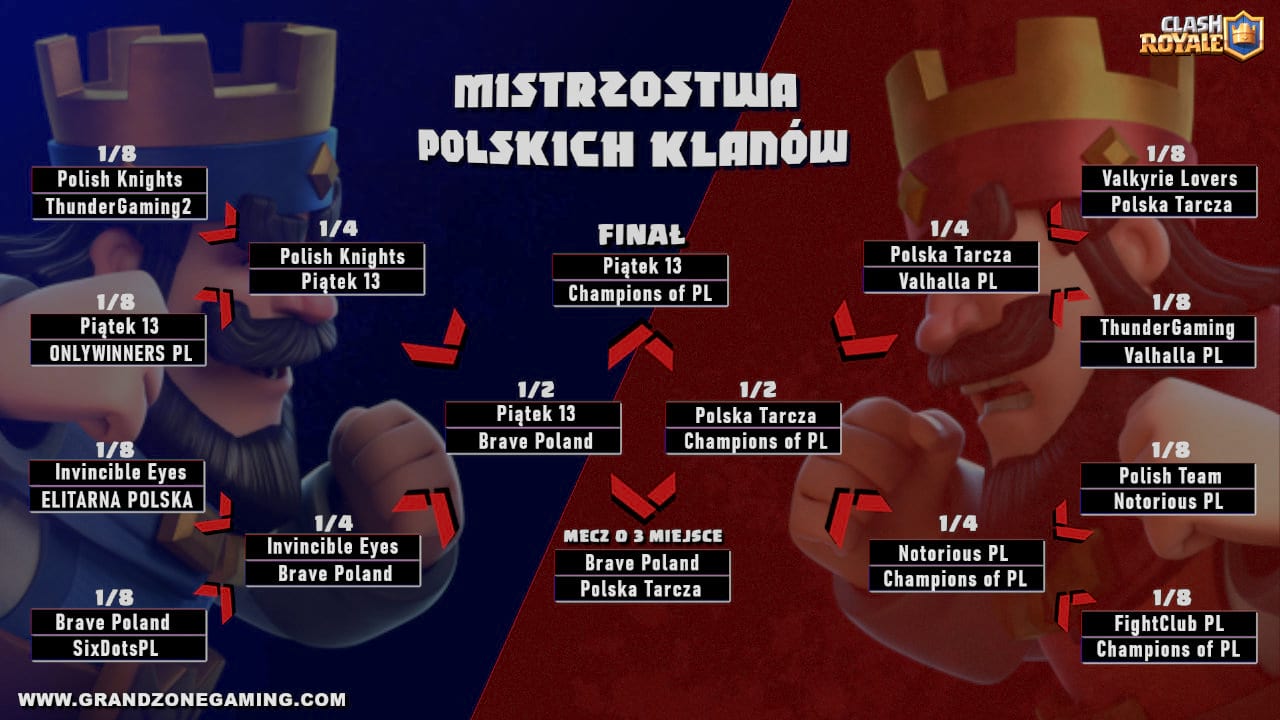 CLASH
ROYALE
MISTRZOSTWA
POLSKICH KLANÓW
1/8
Polish Knights
ThunderGaming2
1/8
Piątek 13
ONLYWINNERS PL
1/8
Invincible Eyes
ELITARNA POLSKA
1/8
Brave Poland
SixDotsPL
1/4
Polish Knights
Piątek 13
1/4
Invincible Eyes
Brave Poland
1/2
Piątek 13
Brave Poland
FINAŁ
Piątek 13
Champions of PL
MECZ O 3 MIEJSCE
Brave Poland
Polska Tarcza
1/2
Polska Tarcza
Champions of PL
1/4
Polska Tarcza
Valhalla PL
1/4
Notorious PL
Champions of PL
1/8
Valkyrie Lovers
Polska Tarcza
1/8
ThunderGaming
Valhalla PL
1/8
Polish Team
Notorious PL
1/8
FightClub PL
Champions of PL
WWW.GRANDZONEGAMING.COM